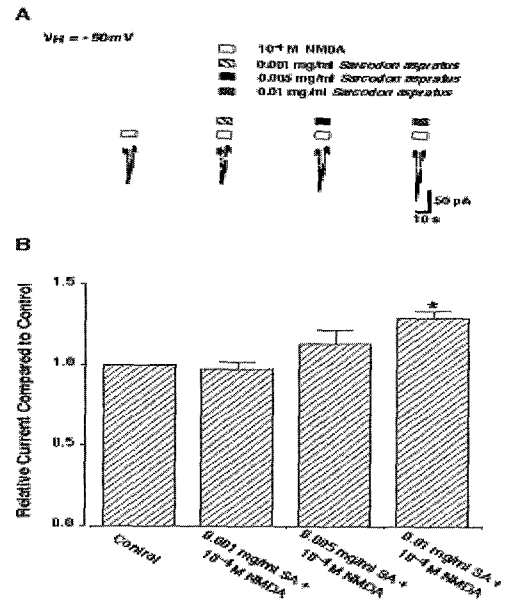 A
V_H = - 50 mV
10⁻⁴ M NMDA
0.001 mg/ml Sarcodon aspratus
0.005 mg/ml Sarcodon aspratus
0.01 mg/ml Sarcodon aspratus
50 pA
10 s
B
Relative Current Compared to Control
1.5
1.0
0.5
0.0
*
Control
0.001 mg/ml SA +
10⁻⁴ M NMDA
0.005 mg/ml SA +
10⁻⁴ M NMDA
0.01 mg/ml SA +
10⁻⁴ M NMDA